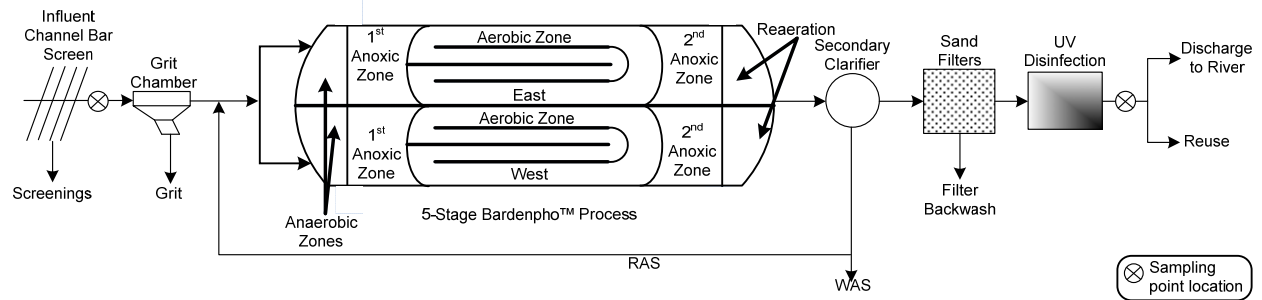 Influent
Channel Bar
Screen
Grit
Chamber
Screenings
Grit
Anaerobic
Zones
1st
Anoxic
Zone
Aerobic Zone
East
2nd
Anoxic
Zone
1st
Anoxic
Zone
Aerobic Zone
West
2nd
Anoxic
Zone
Reaeration
5-Stage Bardenpho™ Process
RAS
Secondary
Clarifier
WAS
Sand
Filters
Filter
Backwash
UV
Disinfection
Discharge
to River
Reuse
Sampling
point location